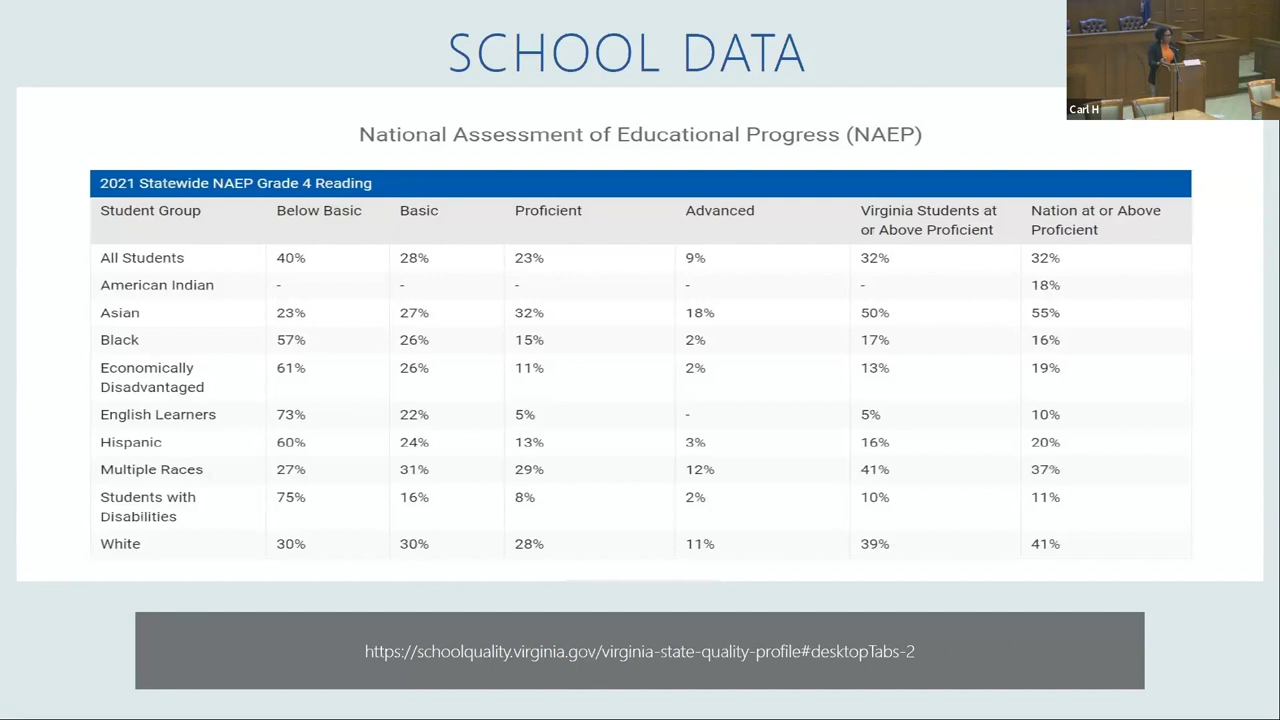 SCHOOL DATA
Carl H
National Assessment of Educational Progress (NAEP)
2021 Statewide NAEP Grade 4 Reading
Student Group Below Basic Basic Proficient Advanced Virginia Students at or Above Proficient Nation at or Above Proficient
All Students 40% 28% 23% 9% 32% 32%
American Indian - - - - - 18%
Asian 23% 27% 32% 18% 50% 55%
Black 57% 26% 15% 2% 17% 16%
Economically Disadvantaged 61% 26% 11% 2% 13% 19%
English Learners 73% 22% 5% - 5% 10%
Hispanic 60% 24% 13% 3% 16% 20%
Multiple Races 27% 31% 29% 12% 41% 37%
Students with Disabilities 75% 16% 8% 2% 10% 11%
White 30% 30% 28% 11% 39% 41%
https://schoolquality.virginia.gov/virginia-state-quality-profile#desktopTabs-2